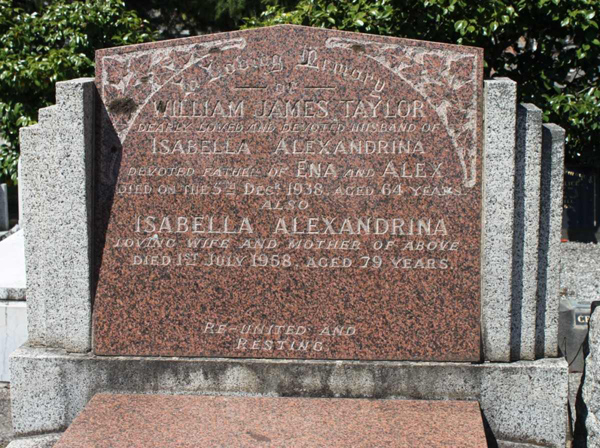 In Loving Memory
OF
WILLIAM JAMES TAYLOR
DEARLY LOVED AND DEVOTED HUSBAND OF
ISABELLA ALEXANDRINA
DEVOTED FATHER OF ENA AND ALEX
DIED ON THE 5TH DECR 1938, AGED 64 YEARS.
ALSO
ISABELLA ALEXANDRINA
LOVING WIFE AND MOTHER OF ABOVE
DIED 1ST JULY 1958, AGED 79 YEARS.
RE-UNITED AND
RESTING.